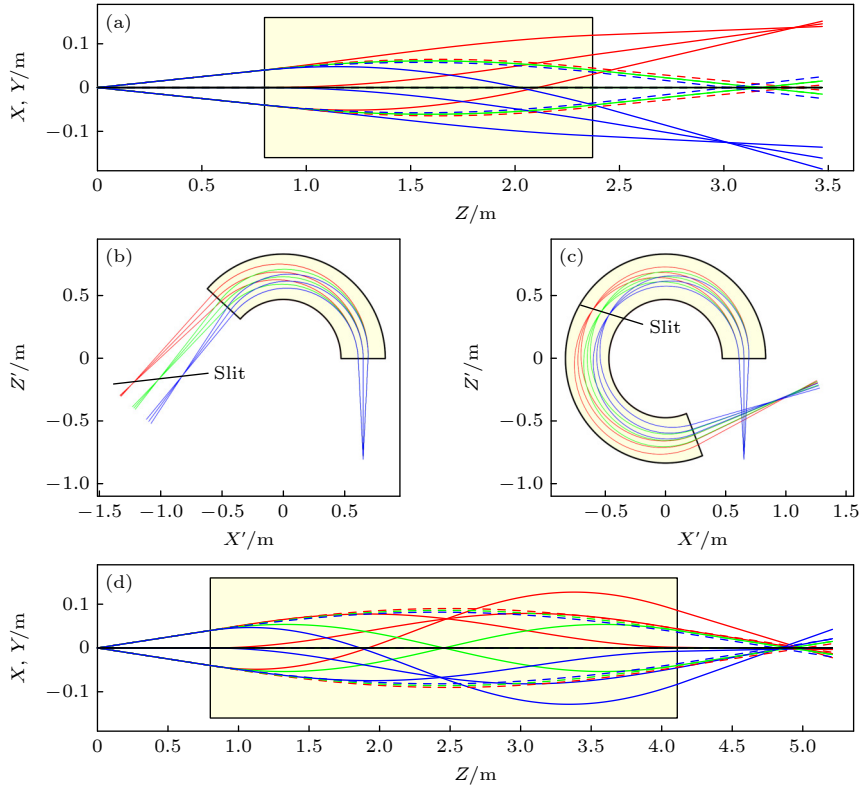 (a)
X, Y/m
0.1
0
−0.1
0 0.5 1.0 1.5 2.0 2.5 3.0 3.5
Z/m
(b)
Z′/m
0.5
0
−0.5
−1.0
Slit
−1.5 −1.0 −0.5 0 0.5
X′/m
(c)
Z′/m
0.5
0
−0.5
−1.0
Slit
−0.5 0 0.5 1.0 1.5
X′/m
(d)
X, Y/m
0.1
0
−0.1
0 0.5 1.0 1.5 2.0 2.5 3.0 3.5 4.0 4.5 5.0
Z/m